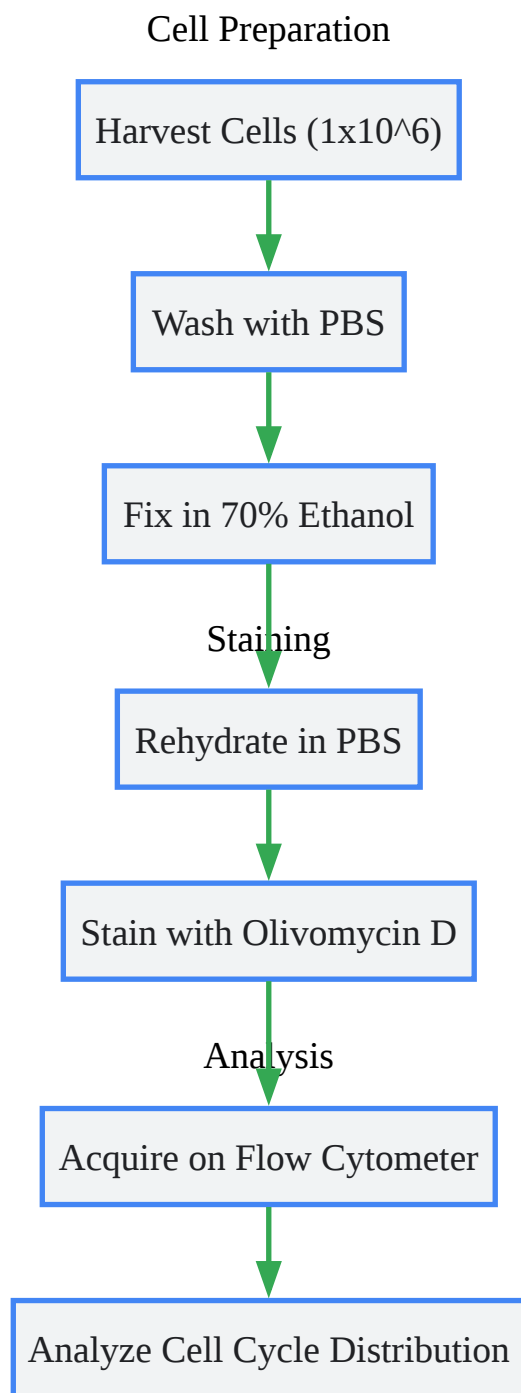 Cell Preparation
Harvest Cells (1x10^6)
Wash with PBS
Fix in 70% Ethanol
Staining
Rehydrate in PBS
Stain with Olivomycin D
Analysis
Acquire on Flow Cytometer
Analyze Cell Cycle Distribution